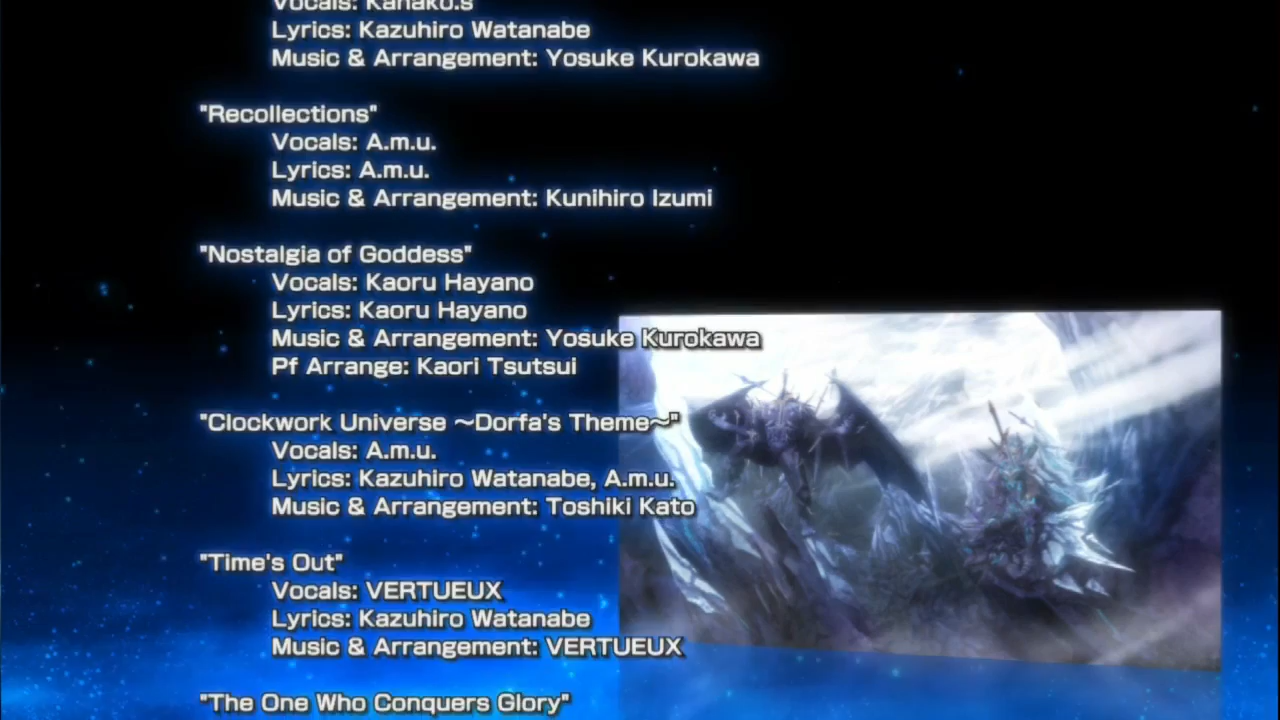 Vocals: Kanako.s
Lyrics: Kazuhiro Watanabe
Music & Arrangement: Yosuke Kurokawa
"Recollections"
Vocals: A.m.u.
Lyrics: A.m.u.
Music & Arrangement: Kunihiro Izumi
"Nostalgia of Goddess"
Vocals: Kaoru Hayano
Lyrics: Kaoru Hayano
Music & Arrangement: Yosuke Kurokawa
Pf Arrange: Kaori Tsutsui
"Clockwork Universe ～Dorfa's Theme～"
Vocals: A.m.u.
Lyrics: Kazuhiro Watanabe, A.m.u.
Music & Arrangement: Toshiki Kato
"Time's Out"
Vocals: VERTUEUX
Lyrics: Kazuhiro Watanabe
Music & Arrangement: VERTUEUX
"The One Who Conquers Glory"